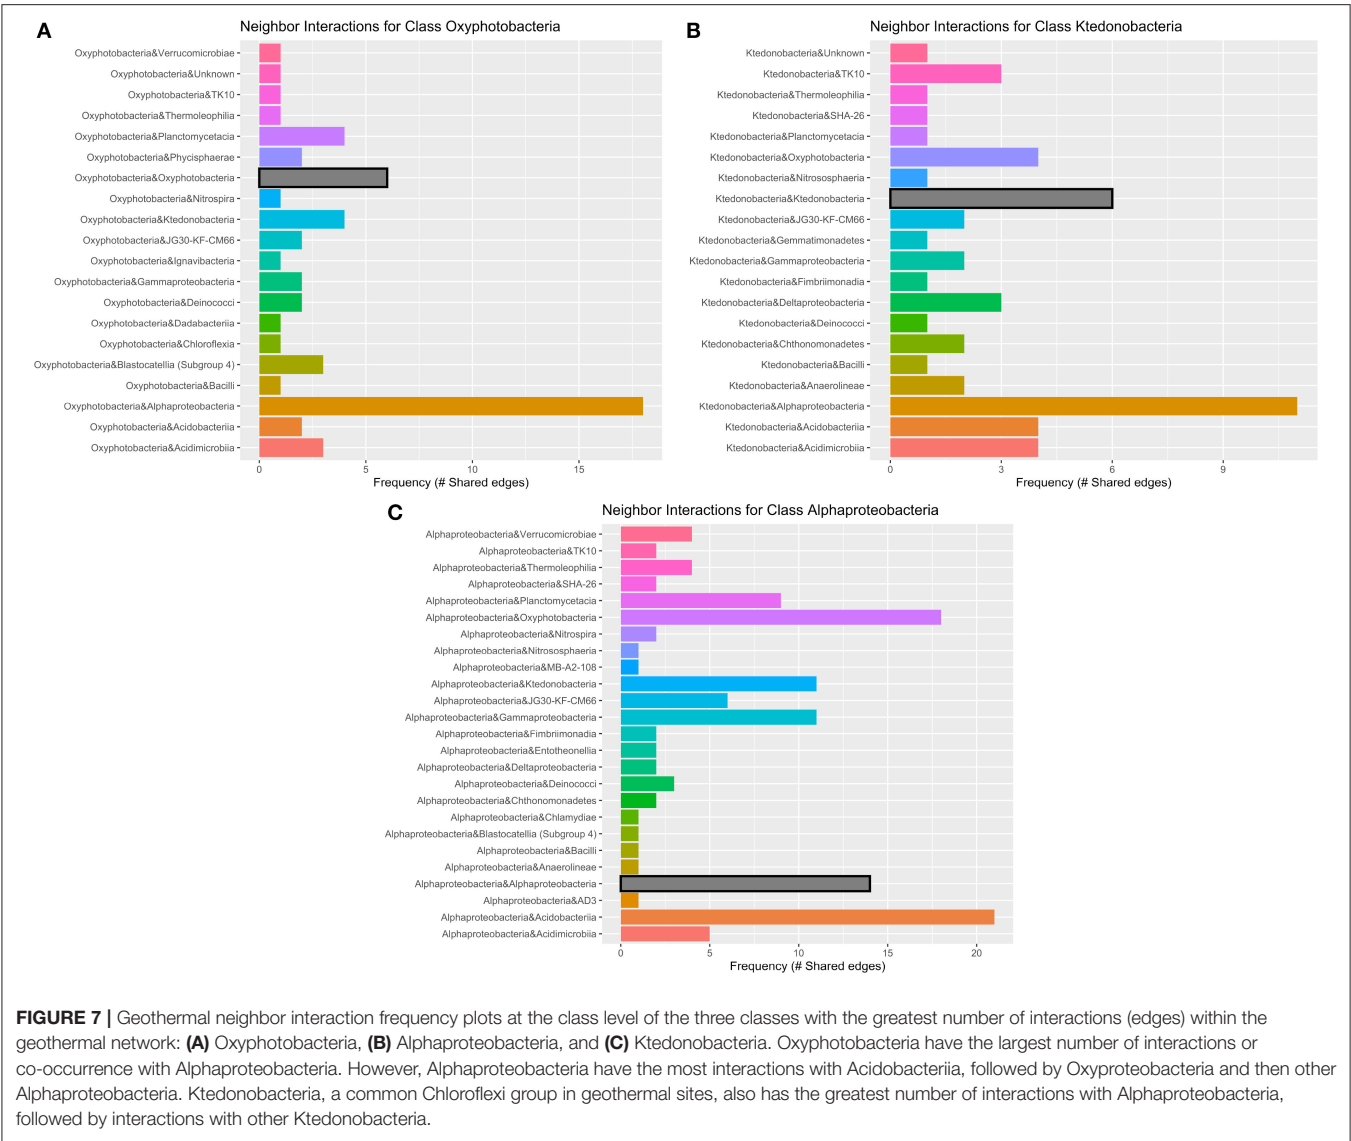 A
Neighbor Interactions for Class Oxyphotobacteria
Oxyphotobacteria&Verrucomicrobiae
Oxyphotobacteria&Unknown
Oxyphotobacteria&TK10
Oxyphotobacteria&Thermoleophilia
Oxyphotobacteria&Planctomycetacia
Oxyphotobacteria&Phycisphaerae
Oxyphotobacteria&Oxyphotobacteria
Oxyphotobacteria&Nitrospira
Oxyphotobacteria&Ktedonobacteria
Oxyphotobacteria&JG30-KF-CM66
Oxyphotobacteria&Ignavibacteria
Oxyphotobacteria&Gammaproteobacteria
Oxyphotobacteria&Deinococci
Oxyphotobacteria&Dadabacteriia
Oxyphotobacteria&Chloroflexia
Oxyphotobacteria&Blastocatellia (Subgroup 4)
Oxyphotobacteria&Bacilli
Oxyphotobacteria&Alphaproteobacteria
Oxyphotobacteria&Acidobacteriia
Oxyphotobacteria&Acidimicrobiia
0 5 10 15
Frequency (# Shared edges)
B
Neighbor Interactions for Class Ktedonobacteria
Ktedonobacteria&Unknown
Ktedonobacteria&TK10
Ktedonobacteria&Thermoleophilia
Ktedonobacteria&SHA-26
Ktedonobacteria&Planctomycetacia
Ktedonobacteria&Oxyphotobacteria
Ktedonobacteria&Nitrososphaeria
Ktedonobacteria&Ktedonobacteria
Ktedonobacteria&JG30-KF-CM66
Ktedonobacteria&Gemmatimonadetes
Ktedonobacteria&Gammaproteobacteria
Ktedonobacteria&Fimbriimonadia
Ktedonobacteria&Deltaproteobacteria
Ktedonobacteria&Deinococci
Ktedonobacteria&Chthonomonadetes
Ktedonobacteria&Bacilli
Ktedonobacteria&Anaerolineae
Ktedonobacteria&Alphaproteobacteria
Ktedonobacteria&Acidobacteriia
Ktedonobacteria&Acidimicrobiia
0 3 6 9
Frequency (# Shared edges)
C
Neighbor Interactions for Class Alphaproteobacteria
Alphaproteobacteria&Verrucomicrobiae
Alphaproteobacteria&TK10
Alphaproteobacteria&Thermoleophilia
Alphaproteobacteria&SHA-26
Alphaproteobacteria&Planctomycetacia
Alphaproteobacteria&Oxyphotobacteria
Alphaproteobacteria&Nitrospira
Alphaproteobacteria&Nitrososphaeria
Alphaproteobacteria&MB-A2-108
Alphaproteobacteria&Ktedonobacteria
Alphaproteobacteria&JG30-KF-CM66
Alphaproteobacteria&Gammaproteobacteria
Alphaproteobacteria&Fimbriimonadia
Alphaproteobacteria&Entotheonellia
Alphaproteobacteria&Deltaproteobacteria
Alphaproteobacteria&Deinococci
Alphaproteobacteria&Chthonomonadetes
Alphaproteobacteria&Chlamydiae
Alphaproteobacteria&Blastocatellia (Subgroup 4)
Alphaproteobacteria&Bacilli
Alphaproteobacteria&Anaerolineae
Alphaproteobacteria&Alphaproteobacteria
Alphaproteobacteria&AD3
Alphaproteobacteria&Acidobacteriia
Alphaproteobacteria&Acidimicrobiia
0 5 10 15 20
Frequency (# Shared edges)
FIGURE 7 | Geothermal neighbor interaction frequency plots at the class level of the three classes with the greatest number of interactions (edges) within the
geothermal network: (A) Oxyphotobacteria, (B) Alphaproteobacteria, and (C) Ktedonobacteria. Oxyphotobacteria have the largest number of interactions or
co-occurrence with Alphaproteobacteria. However, Alphaproteobacteria have the most interactions with Acidobacteriia, followed by Oxyproteobacteria and then other
Alphaproteobacteria. Ktedonobacteria, a common Chloroflexi group in geothermal sites, also has the greatest number of interactions with Alphaproteobacteria,
followed by interactions with other Ktedonobacteria.